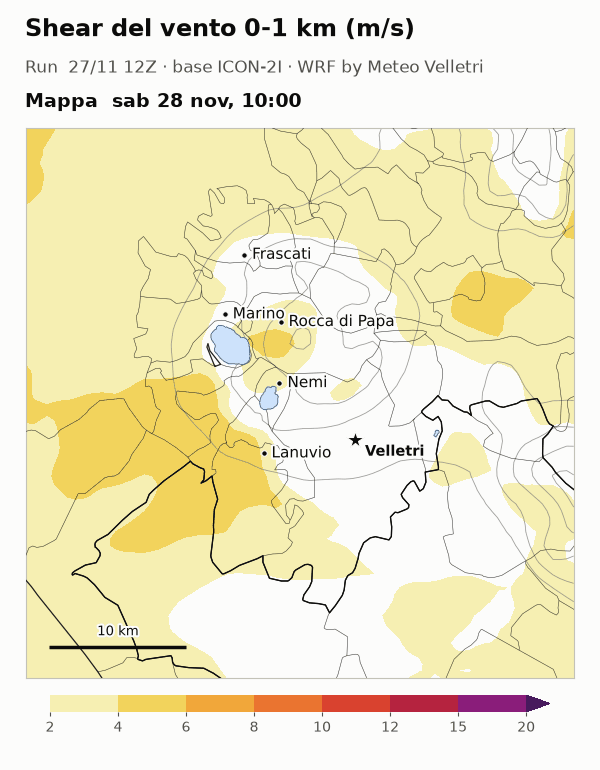 Shear del vento 0-1 km (m/s)
Run  27/11 12Z · base ICON-2I · WRF by Meteo Velletri
Mappa  sab 28 nov, 10:00
Frascati
Marino
Rocca di Papa
Nemi
Velletri
Lanuvio
10 km
2 4 6 8 10 12 15 20